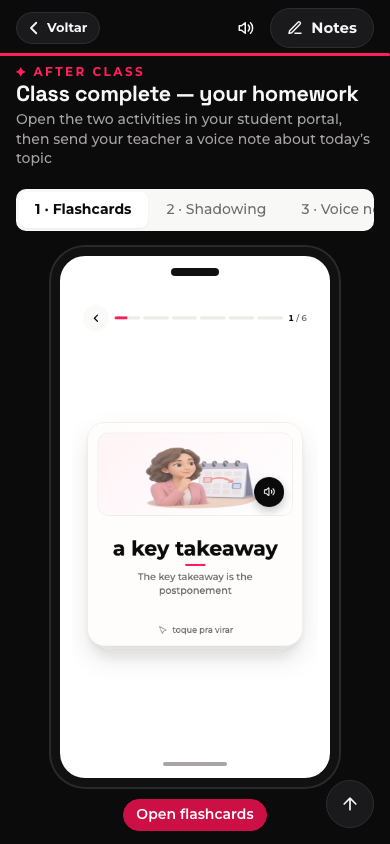 Voltar
Notes
AFTER CLASS
Class complete — your homework
Open the two activities in your student portal,
then send your teacher a voice note about today's
topic
1 · Flashcards
2 · Shadowing
3 · Voice n
1 / 6
a key takeaway
The key takeaway is the
postponement
toque pra virar
Open flashcards